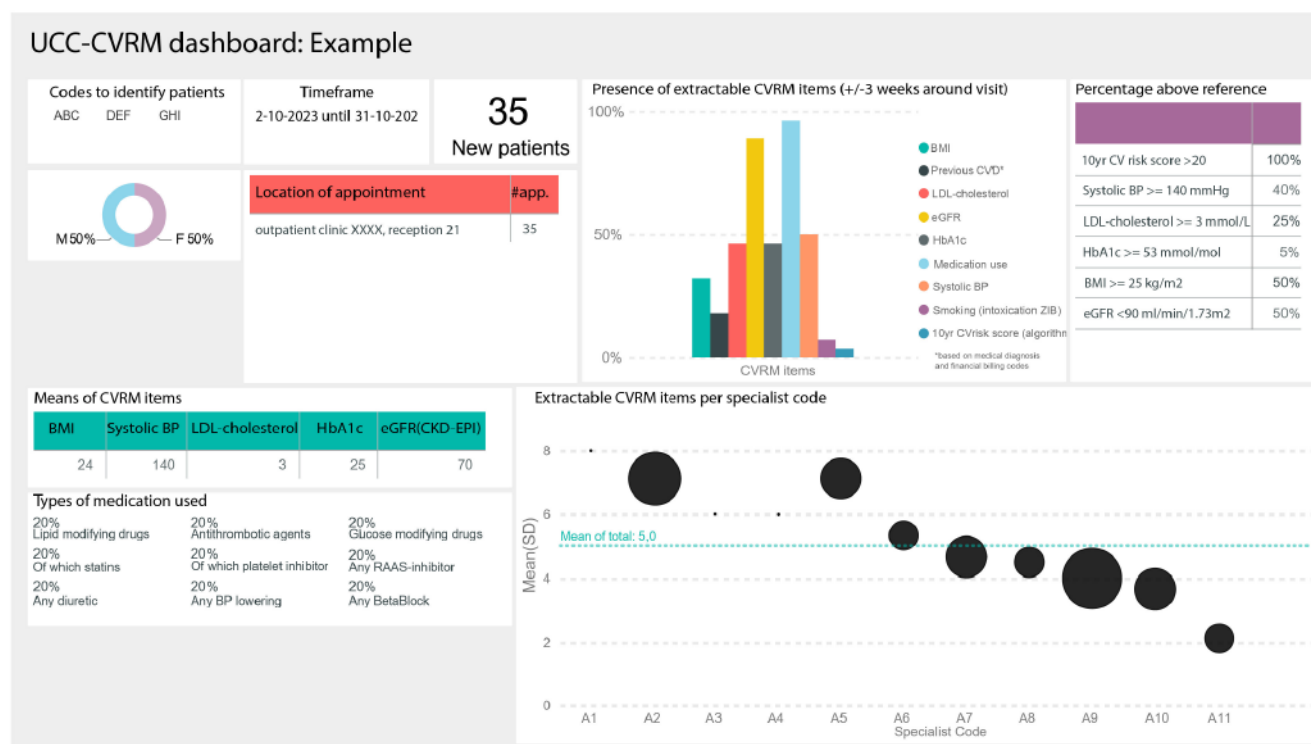 UCC-CVRM dashboard: Example
Codes to identify patients
ABC DEF GHI
Timeframe
2-10-2023 until 31-10-202
35
New patients
M 50% F 50%
Location of appointment #app.
outpatient clinic XXXX, reception 21 35
Presence of extractable CVRM items (+/-3 weeks around visit)
100%
50%
0%
CVRM items
BMI
Previous CVD*
LDL-cholesterol
eGFR
HbA1c
Medication use
Systolic BP
Smoking (intoxication ZIB)
10yr CVrisk score (algorithn
*based on medical diagnosis
and financial billing codes
Percentage above reference
10yr CV risk score >20 100%
Systolic BP >= 140 mmHg 40%
LDL-cholesterol >= 3 mmol/L 25%
HbA1c >= 53 mmol/mol 5%
BMI >= 25 kg/m2 50%
eGFR <90 ml/min/1.73m2 50%
Means of CVRM items
BMI Systolic BP LDL-cholesterol HbA1c eGFR(CKD-EPI)
24 140 3 25 70
Types of medication used
20% 20% 20%
Lipid modifying drugs Antithrombotic agents Glucose modifying drugs
20% 20% 20%
Of which statins Of which platelet inhibitor Any RAAS-inhibitor
20% 20% 20%
Any diuretic Any BP lowering Any BetaBlock
Extractable CVRM items per specialist code
Mean(SD)
8
6
Mean of total: 5,0
4
2
0
A1 A2 A3 A4 A5 A6 A7 A8 A9 A10 A11
Specialist Code